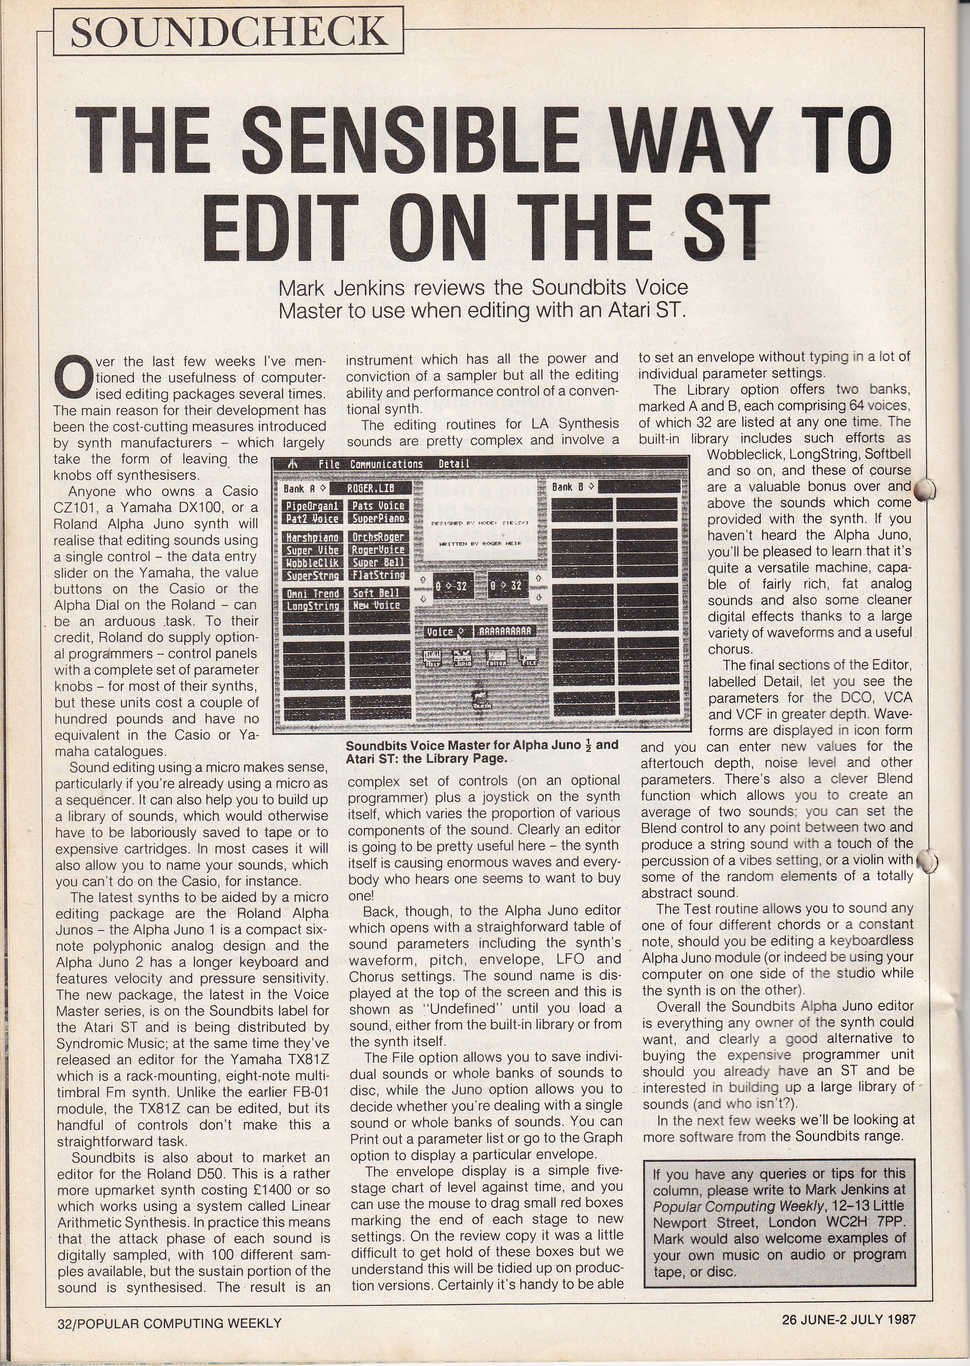 SOUNDCHECK
THE SENSIBLE WAY TO
EDIT ON THE ST
Mark Jenkins reviews the Soundbits Voice
Master to use when editing with an Atari ST.
Over the last few weeks I've men-
tioned the usefulness of computer-
ised editing packages several times.
The main reason for their development has
been the cost-cutting measures introduced
by synth manufacturers – which largely
take the form of leaving the
knobs off synthesisers.
Anyone who owns a Casio
CZ101, a Yamaha DX100, or a
Roland Alpha Juno synth will
realise that editing sounds using
a single control – the data entry
slider on the Yamaha, the value
buttons on the Casio or the
Alpha Dial on the Roland – can
be an arduous task. To their
credit, Roland do supply option-
al programmers – control panels
with a complete set of parameter
knobs – for most of their synths,
but these units cost a couple of
hundred pounds and have no
equivalent in the Casio or Ya-
maha catalogues.
Sound editing using a micro makes sense,
particularly if you're already using a micro as
a sequencer. It can also help you to build up
a library of sounds, which would otherwise
have to be laboriously saved to tape or to
expensive cartridges. In most cases it will
also allow you to name your sounds, which
you can't do on the Casio, for instance.
The latest synths to be aided by a micro
editing package are the Roland Alpha
Junos – the Alpha Juno 1 is a compact six-
note polyphonic analog design and the
Alpha Juno 2 has a longer keyboard and
features velocity and pressure sensitivity.
The new package, the latest in the Voice
Master series, is on the Soundbits label for
the Atari ST and is being distributed by
Syndromic Music; at the same time they've
released an editor for the Yamaha TX81Z
which is a rack-mounting, eight-note multi-
timbral Fm synth. Unlike the earlier FB-01
module, the TX81Z can be edited, but its
handful of controls don't make this a
straightforward task.
Soundbits is also about to market an
editor for the Roland D50. This is a rather
more upmarket synth costing £1400 or so
which works using a system called Linear
Arithmetic Synthesis. In practice this means
that the attack phase of each sound is
digitally sampled, with 100 different sam-
ples available, but the sustain portion of the
sound is synthesised. The result is an
instrument which has all the power and
conviction of a sampler but all the editing
ability and performance control of a conven-
tional synth.
The editing routines for LA Synthesis
sounds are pretty complex and involve a
File Communications Detail
Bank A ROGER.LIB
Bank B
PipeOrgan1 Pats Voice
Pat2 Voice SuperPiano
Harshpiano OrchsRoger
Super Vibe RogerVoice
WobbleClik Super Bell
SuperStrng FlatString
Omni Trend Soft Bell
LongString New Voice
WRITTEN BY ROGER WEIR
0 32 0 32
Voice AAAAAAAAAA
Soundbits Voice Master for Alpha Juno ½ and
Atari ST: the Library Page.
complex set of controls (on an optional
programmer) plus a joystick on the synth
itself, which varies the proportion of various
components of the sound. Clearly an editor
is going to be pretty useful here – the synth
itself is causing enormous waves and every-
body who hears one seems to want to buy
one!
Back, though, to the Alpha Juno editor
which opens with a straighforward table of
sound parameters including the synth's
waveform, pitch, envelope, LFO and
Chorus settings. The sound name is dis-
played at the top of the screen and this is
shown as "Undefined" until you load a
sound, either from the built-in library or from
the synth itself.
The File option allows you to save indivi-
dual sounds or whole banks of sounds to
disc, while the Juno option allows you to
decide whether you're dealing with a single
sound or whole banks of sounds. You can
Print out a parameter list or go to the Graph
option to display a particular envelope.
The envelope display is a simple five-
stage chart of level against time, and you
can use the mouse to drag small red boxes
marking the end of each stage to new
settings. On the review copy it was a little
difficult to get hold of these boxes but we
understand this will be tidied up on produc-
tion versions. Certainly it's handy to be able
to set an envelope without typing in a lot of
individual parameter settings.
The Library option offers two banks,
marked A and B, each comprising 64 voices,
of which 32 are listed at any one time. The
built-in library includes such efforts as
Wobbleclick, LongString, Softbell
and so on, and these of course
are a valuable bonus over and
above the sounds which come
provided with the synth. If you
haven't heard the Alpha Juno,
you'll be pleased to learn that it's
quite a versatile machine, capa-
ble of fairly rich, fat analog
sounds and also some cleaner
digital effects thanks to a large
variety of waveforms and a useful
chorus.
The final sections of the Editor,
labelled Detail, let you see the
parameters for the DCO, VCA
and VCF in greater depth. Wave-
forms are displayed in icon form
and you can enter new values for the
aftertouch depth, noise level and other
parameters. There's also a clever Blend
function which allows you to create an
average of two sounds; you can set the
Blend control to any point between two and
produce a string sound with a touch of the
percussion of a vibes setting, or a violin with
some of the random elements of a totally
abstract sound.
The Test routine allows you to sound any
one of four different chords or a constant
note, should you be editing a keyboardless
Alpha Juno module (or indeed be using your
computer on one side of the studio while
the synth is on the other).
Overall the Soundbits Alpha Juno editor
is everything any owner of the synth could
want, and clearly a good alternative to
buying the expensive programmer unit
should you already have an ST and be
interested in building up a large library of
sounds (and who isn't?).
In the next few weeks we'll be looking at
more software from the Soundbits range.
If you have any queries or tips for this
column, please write to Mark Jenkins at
Popular Computing Weekly, 12–13 Little
Newport Street, London WC2H 7PP.
Mark would also welcome examples of
your own music on audio or program
tape, or disc.
32/POPULAR COMPUTING WEEKLY
26 JUNE-2 JULY 1987